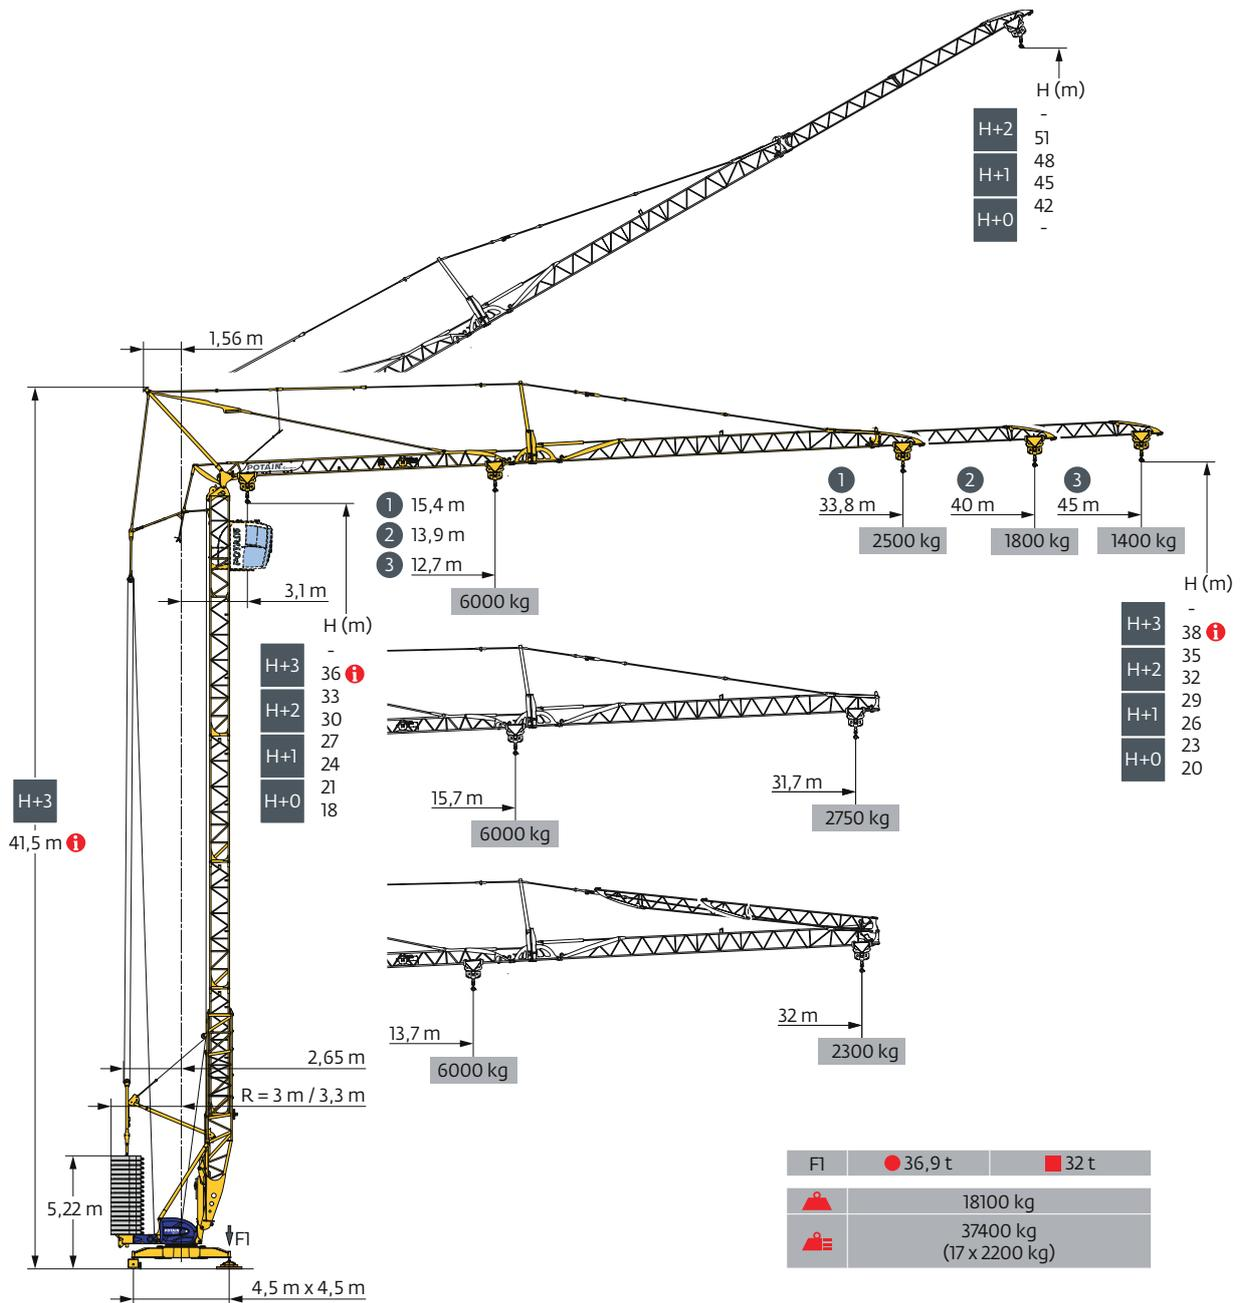 H (m)
H+2
H+1
H+0
-
51
48
45
42
-
1,56 m
POTAIN
1 15,4 m
2 13,9 m
3 12,7 m
6000 kg
1
33,8 m
2500 kg
2
40 m
1800 kg
3
45 m
1400 kg
POTAIN
3,1 m
H (m)
H+3
H+2
H+1
H+0
-
36 i
33
30
27
24
21
18
H (m)
H+3
H+2
H+1
H+0
-
38 i
35
32
29
26
23
20
15,7 m
6000 kg
31,7 m
2750 kg
H+3
41,5 m i
13,7 m
6000 kg
32 m
2300 kg
2,65 m
R = 3 m / 3,3 m
5,22 m
POTAIN
F1
4,5 m x 4,5 m
F1 36,9 t 32 t
18100 kg
37400 kg
(17 x 2200 kg)